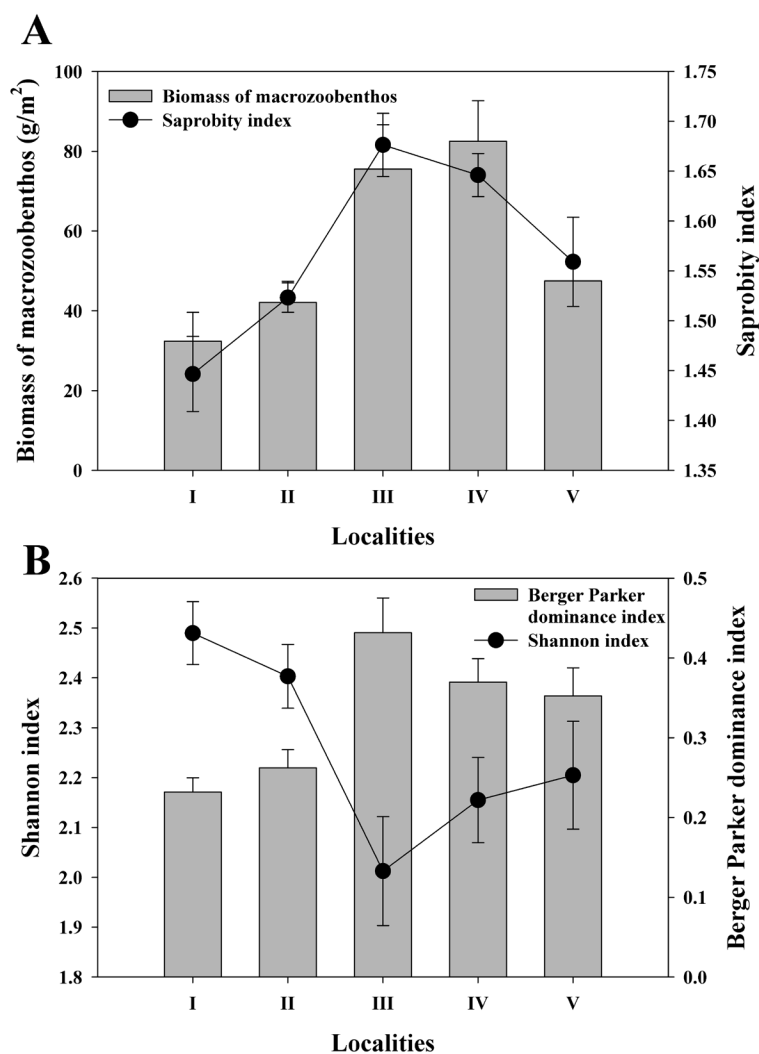 A
Biomass of macrozoobenthos (g/m²)
100
80
60
40
20
0
Biomass of macrozoobenthos
Saprobity index
1.75
1.70
1.65
1.60
1.55
1.50
1.45
1.40
1.35
Saprobity index
I II III IV V
Localities
B
Shannon index
2.6
2.5
2.4
2.3
2.2
2.1
2.0
1.9
1.8
Berger Parker
dominance index
Shannon index
0.5
0.4
0.3
0.2
0.1
0.0
Berger Parker dominance index
I II III IV V
Localities